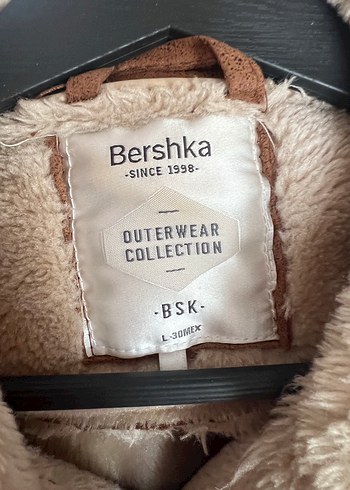 Bershka
-SINCE 1998-
OUTERWEAR
COLLECTION
-BSK-
L-30MEX